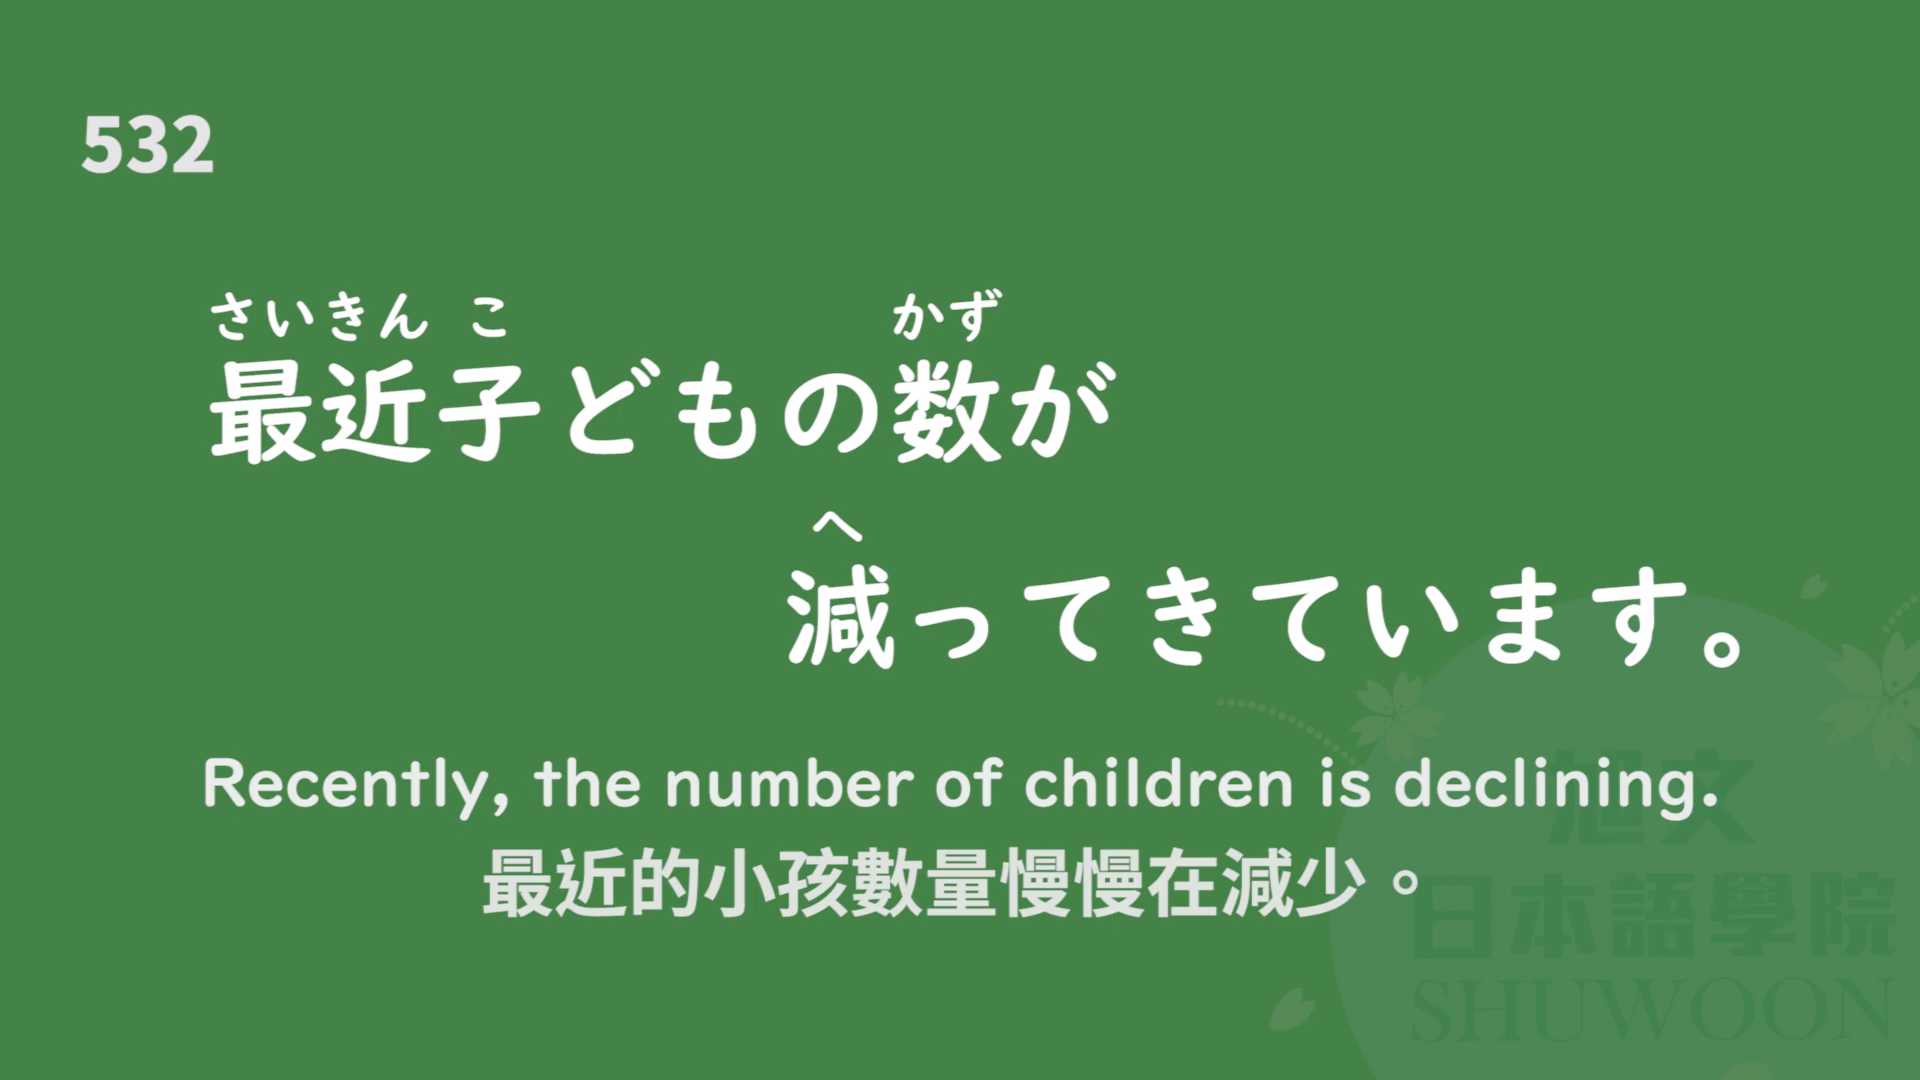 532
さいきん こ かず
最近子どもの数が
へ
減ってきています。
Recently, the number of children is declining.
最近的小孩數量慢慢在減少。
旭文
日本語學院
SHUWOON